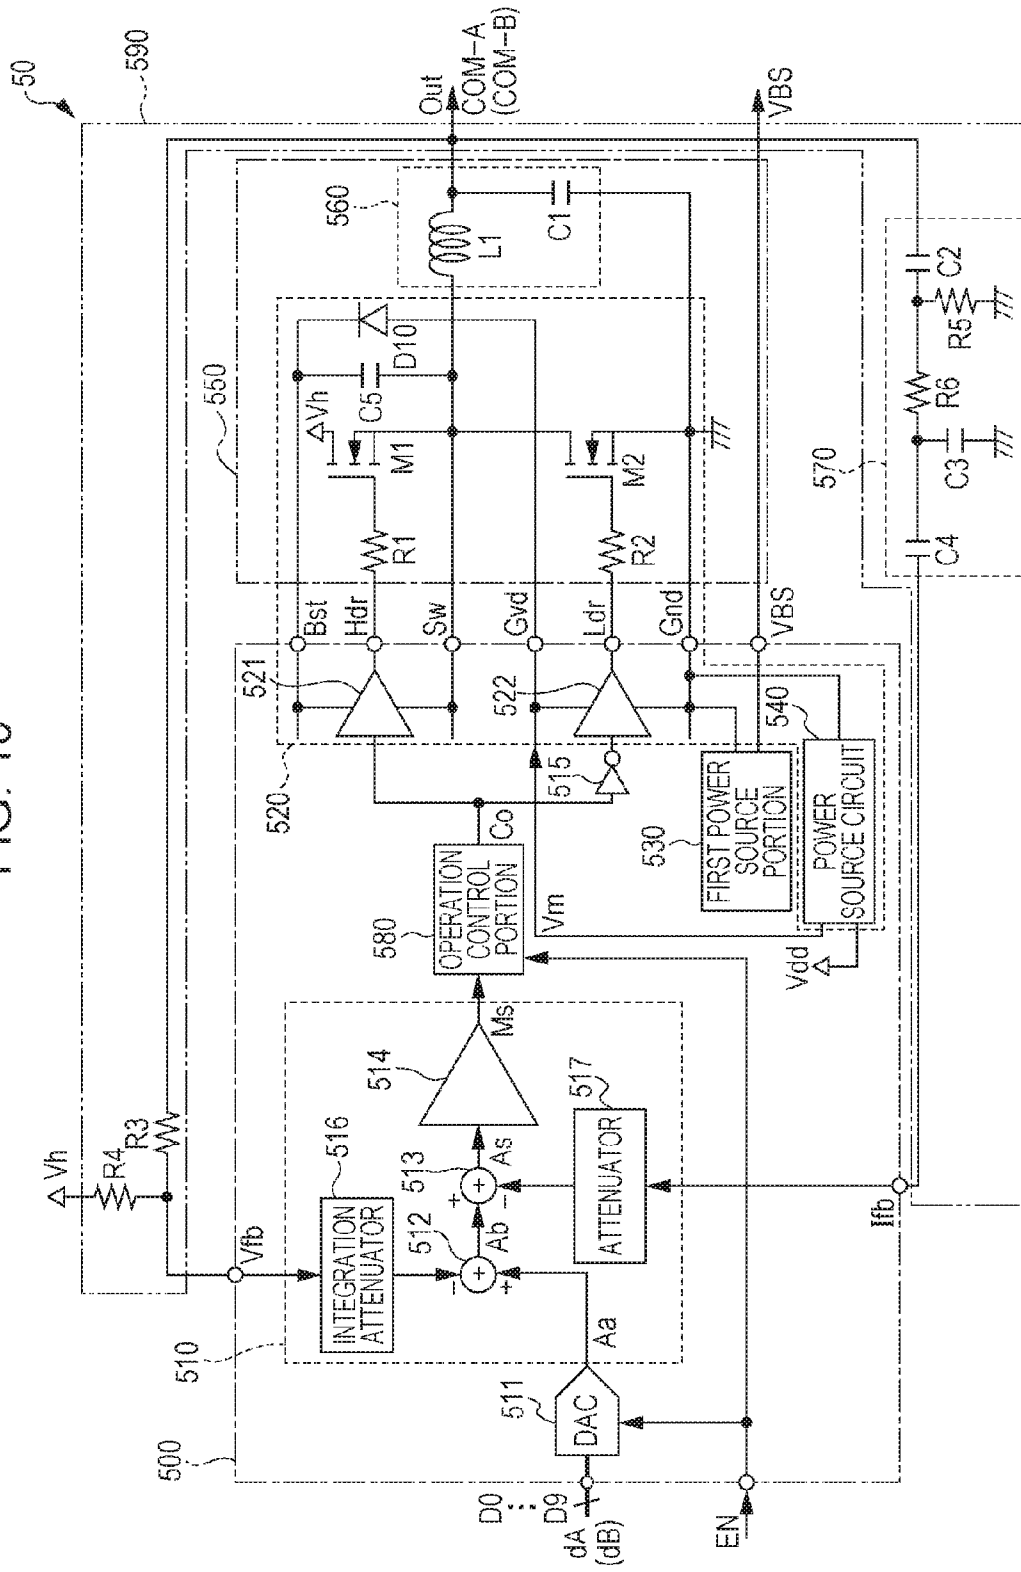 50
590
Vh
R4
R3
Out
COM-A
(COM-B)
VBS
550
560
L1
C1
D10
C5
Vh
M1
R1
M2
R2
Bst
Hdr
Sw
Gvd
Ldr
Gnd
VBS
521
522
520
515
Co
540
530
FIRST POWER
SOURCE
PORTION
POWER
SOURCE CIRCUIT
Vdd
Vm
580
OPERATION
CONTROL
PORTION
Ms
514
517
ATTENUATOR
As
513
+
+
-
Ab
512
+
-
+
516
INTEGRATION
ATTENUATOR
Vfb
Ifb
510
Aa
511
DAC
500
D0
D9
dA
(dB)
EN
570
C2
R5
R6
C3
C4